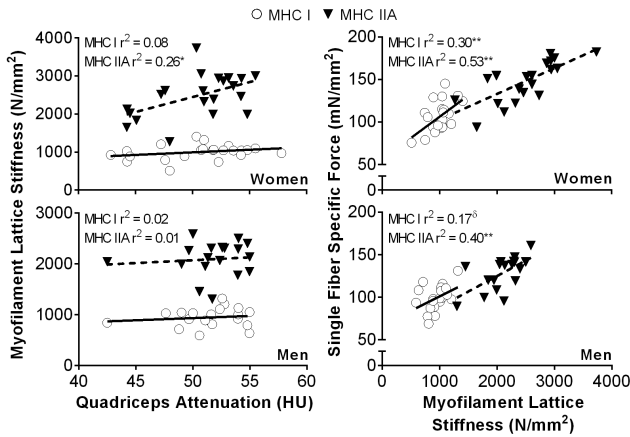 ○ MHC I ▼ MHC IIA
Myofilament Lattice Stiffness (N/mm²)
4000
3000
2000
1000
0
MHC I r² = 0.08
MHC IIA r² = 0.26*
Women
3000
2000
1000
0
MHC I r² = 0.02
MHC IIA r² = 0.01
Men
40 45 50 55 60
Quadriceps Attenuation (HU)
Single Fiber Specific Force (mN/mm²)
200
150
100
50
0
MHC I r² = 0.30**
MHC IIA r² = 0.53**
Women
200
150
100
50
0
MHC I r² = 0.17δ
MHC IIA r² = 0.40**
Men
0 1000 2000 3000 4000
Myofilament Lattice
Stiffness (N/mm²)